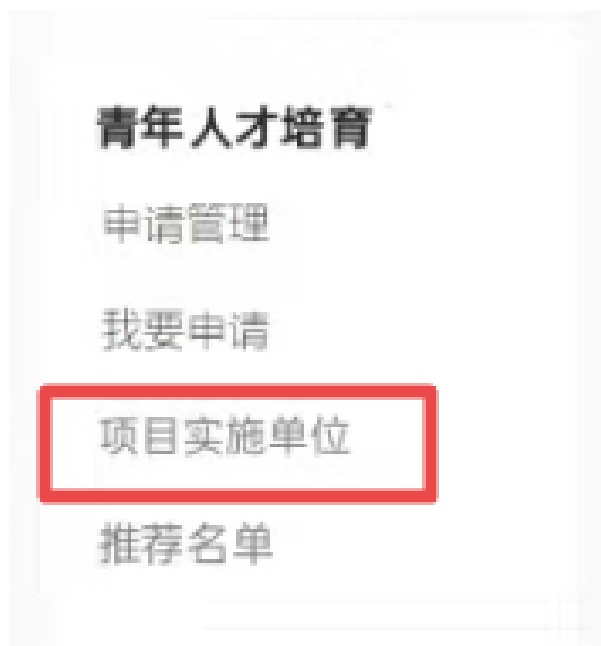 青年人才培育
申请管理
我要申请
项目实施单位
推荐名单